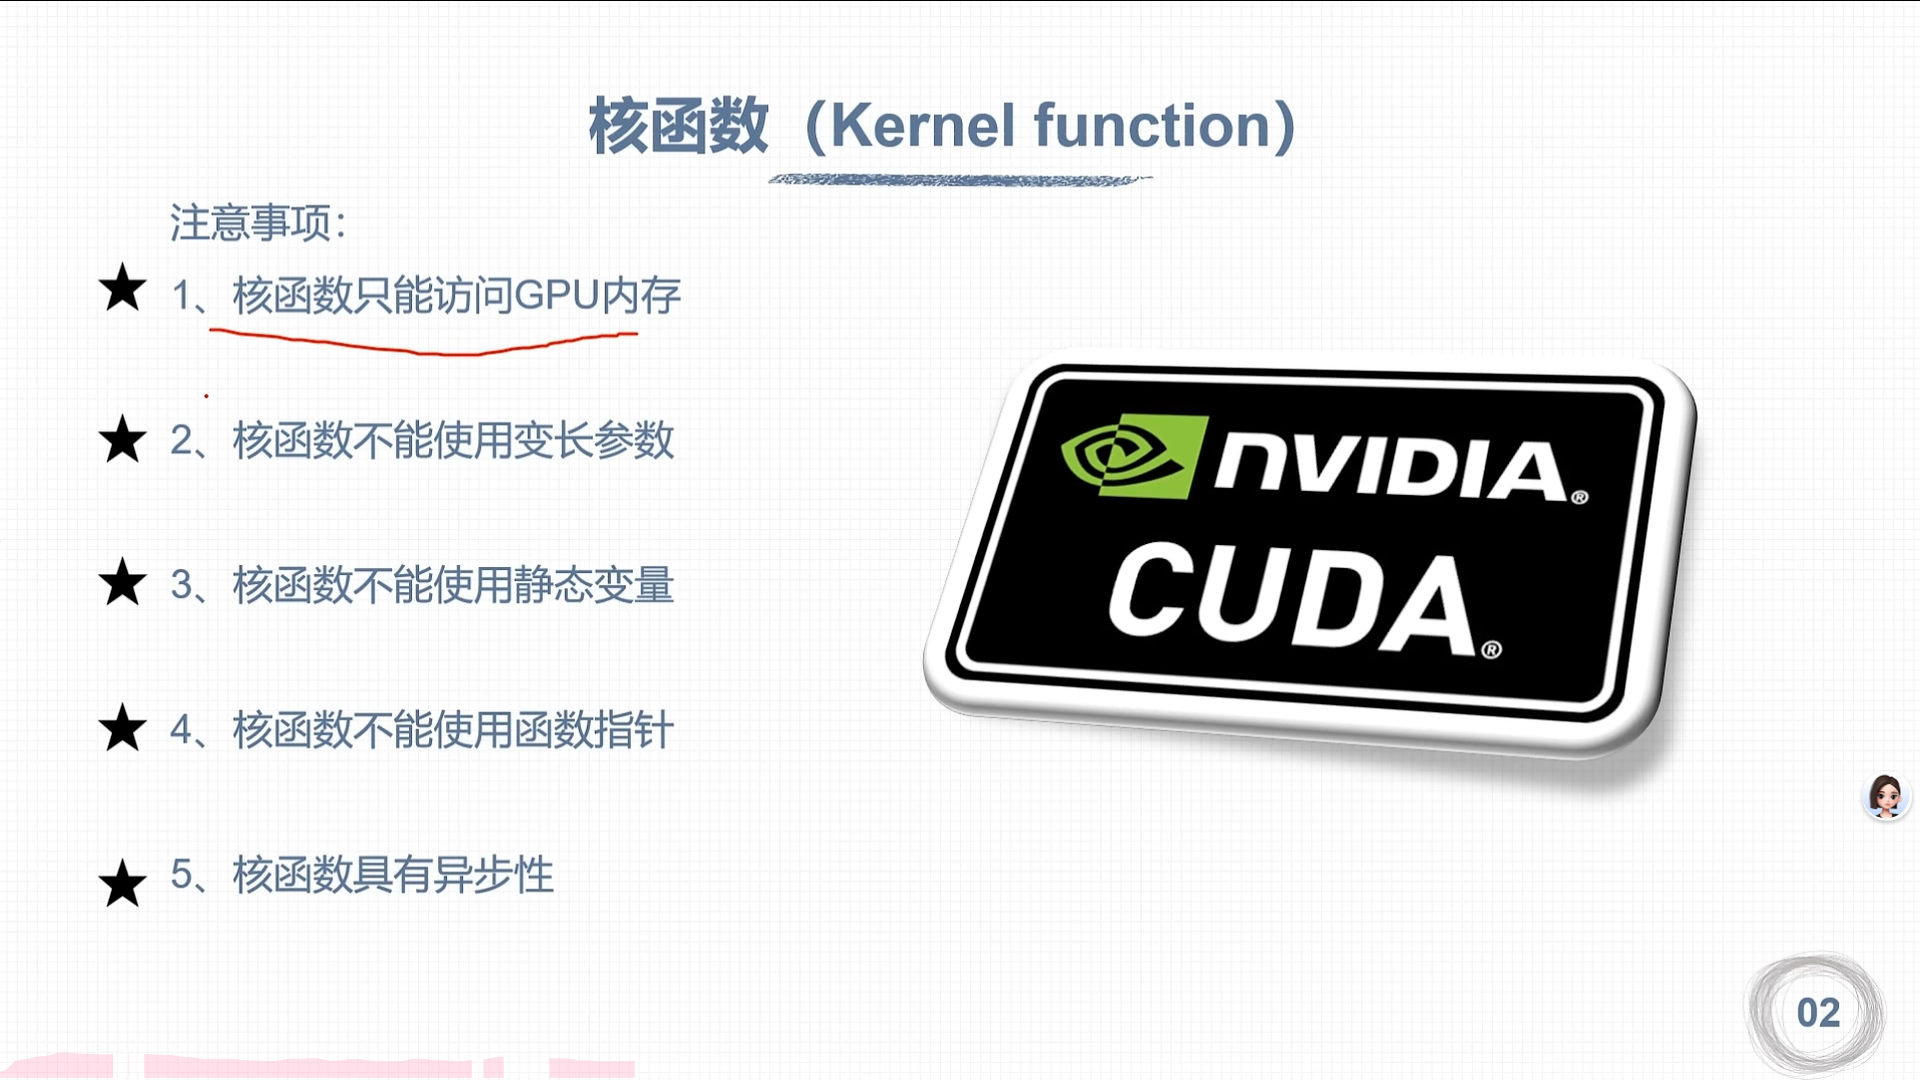 核函数（Kernel function）
注意事项：
1、核函数只能访问GPU内存
2、核函数不能使用变长参数
3、核函数不能使用静态变量
4、核函数不能使用函数指针
5、核函数具有异步性
NVIDIA®
CUDA®
02